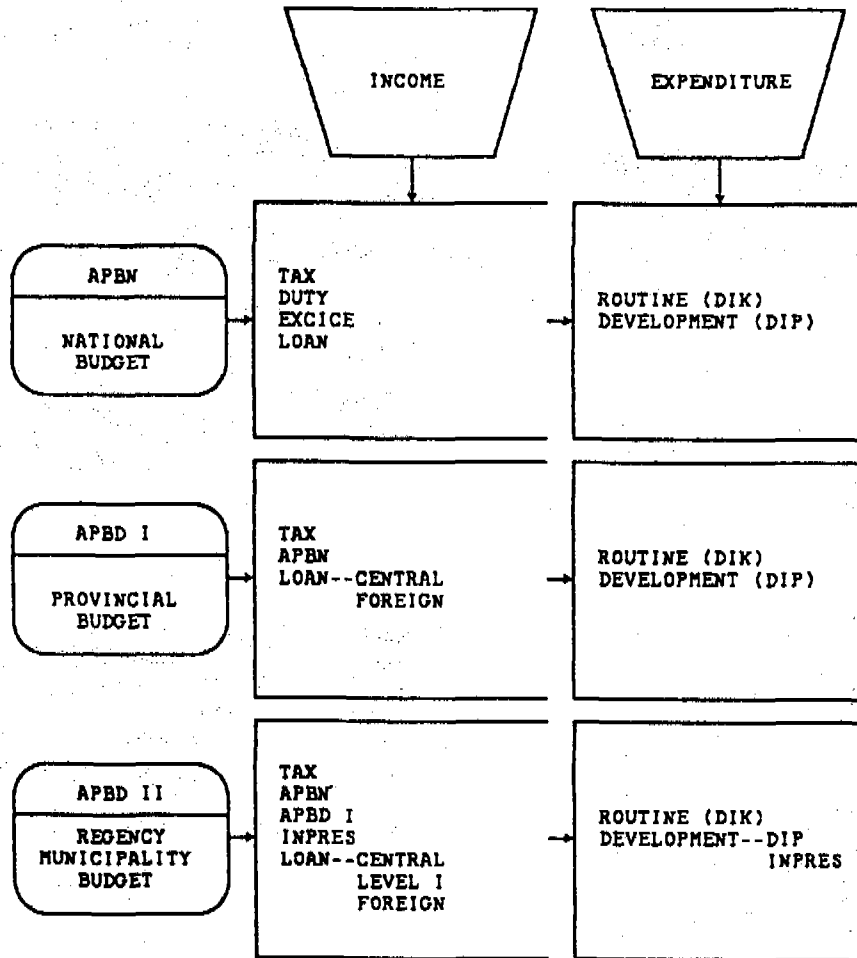 INCOME
EXPENDITURE
APBN
NATIONAL
BUDGET
TAX
DUTY
EXCICE
LOAN
ROUTINE (DIK)
DEVELOPMENT (DIP)
APBD I
PROVINCIAL
BUDGET
TAX
APBN
LOAN--CENTRAL
FOREIGN
ROUTINE (DIK)
DEVELOPMENT (DIP)
APBD II
REGENCY
MUNICIPALITY
BUDGET
TAX
APBN
APBD I
INPRES
LOAN--CENTRAL
LEVEL I
FOREIGN
ROUTINE (DIK)
DEVELOPMENT--DIP
INPRES